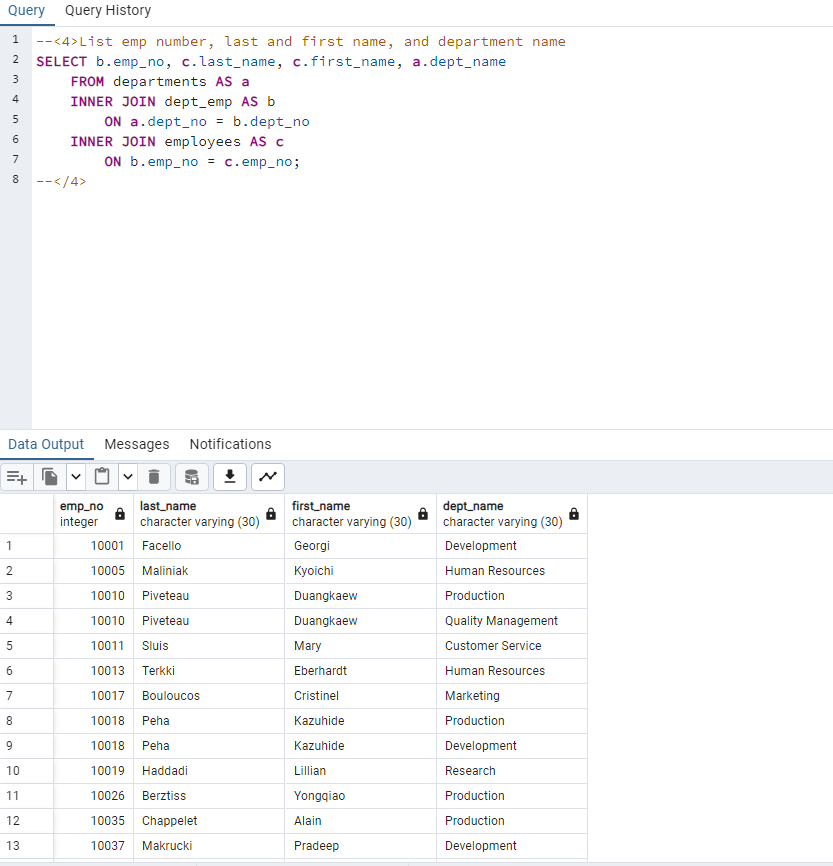 Query Query History
1 --<4>List emp number, last and first name, and department name
2 SELECT b.emp_no, c.last_name, c.first_name, a.dept_name
3 FROM departments AS a
4 INNER JOIN dept_emp AS b
5 ON a.dept_no = b.dept_no
6 INNER JOIN employees AS c
7 ON b.emp_no = c.emp_no;
8 --</4>
Data Output Messages Notifications
emp_no last_name first_name dept_name
integer character varying (30) character varying (30) character varying (30)
1 10001 Facello Georgi Development
2 10005 Maliniak Kyoichi Human Resources
3 10010 Piveteau Duangkaew Production
4 10010 Piveteau Duangkaew Quality Management
5 10011 Sluis Mary Customer Service
6 10013 Terkki Eberhardt Human Resources
7 10017 Bouloucos Cristinel Marketing
8 10018 Peha Kazuhide Production
9 10018 Peha Kazuhide Development
10 10019 Haddadi Lillian Research
11 10026 Berztiss Yongqiao Production
12 10035 Chappelet Alain Production
13 10037 Makrucki Pradeep Development